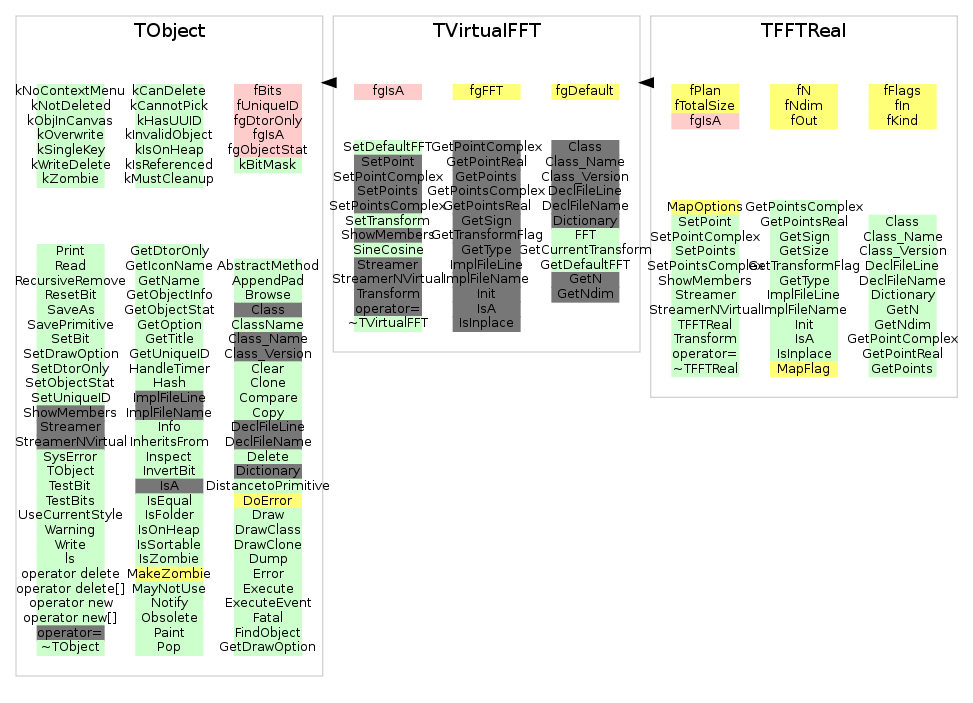 TObject
kNoContextMenu
kNotDeleted
kObjInCanvas
kOverwrite
kSingleKey
kWriteDelete
kZombie
kCanDelete
kCannotPick
kHasUUID
kInvalidObject
kIsOnHeap
kIsReferenced
kMustCleanup
fBits
fUniqueID
fgDtorOnly
fgIsA
fgObjectStat
kBitMask
Print
Read
RecursiveRemove
ResetBit
SaveAs
SavePrimitive
SetBit
SetDrawOption
SetDtorOnly
SetObjectStat
SetUniqueID
ShowMembers
Streamer
StreamerNVirtual
SysError
TObject
TestBit
TestBits
UseCurrentStyle
Warning
Write
ls
operator delete
operator delete[]
operator new
operator new[]
operator=
~TObject
GetDtorOnly
GetIconName
GetName
GetObjectInfo
GetObjectStat
GetOption
GetTitle
GetUniqueID
HandleTimer
Hash
ImplFileLine
ImplFileName
Info
InheritsFrom
Inspect
InvertBit
IsA
IsEqual
IsFolder
IsOnHeap
IsSortable
IsZombie
MakeZombie
MayNotUse
Notify
Obsolete
Paint
Pop
AbstractMethod
AppendPad
Browse
Class
ClassName
Class_Name
Class_Version
Clear
Clone
Compare
Copy
DeclFileLine
DeclFileName
Delete
Dictionary
DistancetoPrimitive
DoError
Draw
DrawClass
DrawClone
Dump
Error
Execute
ExecuteEvent
Fatal
FindObject
GetDrawOption
TVirtualFFT
fgIsA
fgFFT
fgDefault
SetDefaultFFT
SetPoint
SetPointComplex
SetPoints
SetPointsComplex
SetTransform
ShowMembers
SineCosine
Streamer
StreamerNVirtual
Transform
operator=
~TVirtualFFT
GetPointComplex
GetPointReal
GetPoints
GetPointsComplex
GetPointsReal
GetSign
GetTransformFlag
GetType
ImplFileLine
ImplFileName
Init
IsA
IsInplace
Class
Class_Name
Class_Version
DeclFileLine
DeclFileName
Dictionary
FFT
GetCurrentTransform
GetDefaultFFT
GetN
GetNdim
TFFTReal
fPlan
fTotalSize
fgIsA
fN
fNdim
fOut
fFlags
fIn
fKind
MapOptions
SetPoint
SetPointComplex
SetPoints
SetPointsComplex
ShowMembers
Streamer
StreamerNVirtual
TFFTReal
Transform
operator=
~TFFTReal
GetPointsComplex
GetPointsReal
GetSign
GetSize
GetTransformFlag
GetType
ImplFileLine
ImplFileName
Init
IsA
IsInplace
MapFlag
Class
Class_Name
Class_Version
DeclFileLine
DeclFileName
Dictionary
GetN
GetNdim
GetPointComplex
GetPointReal
GetPoints